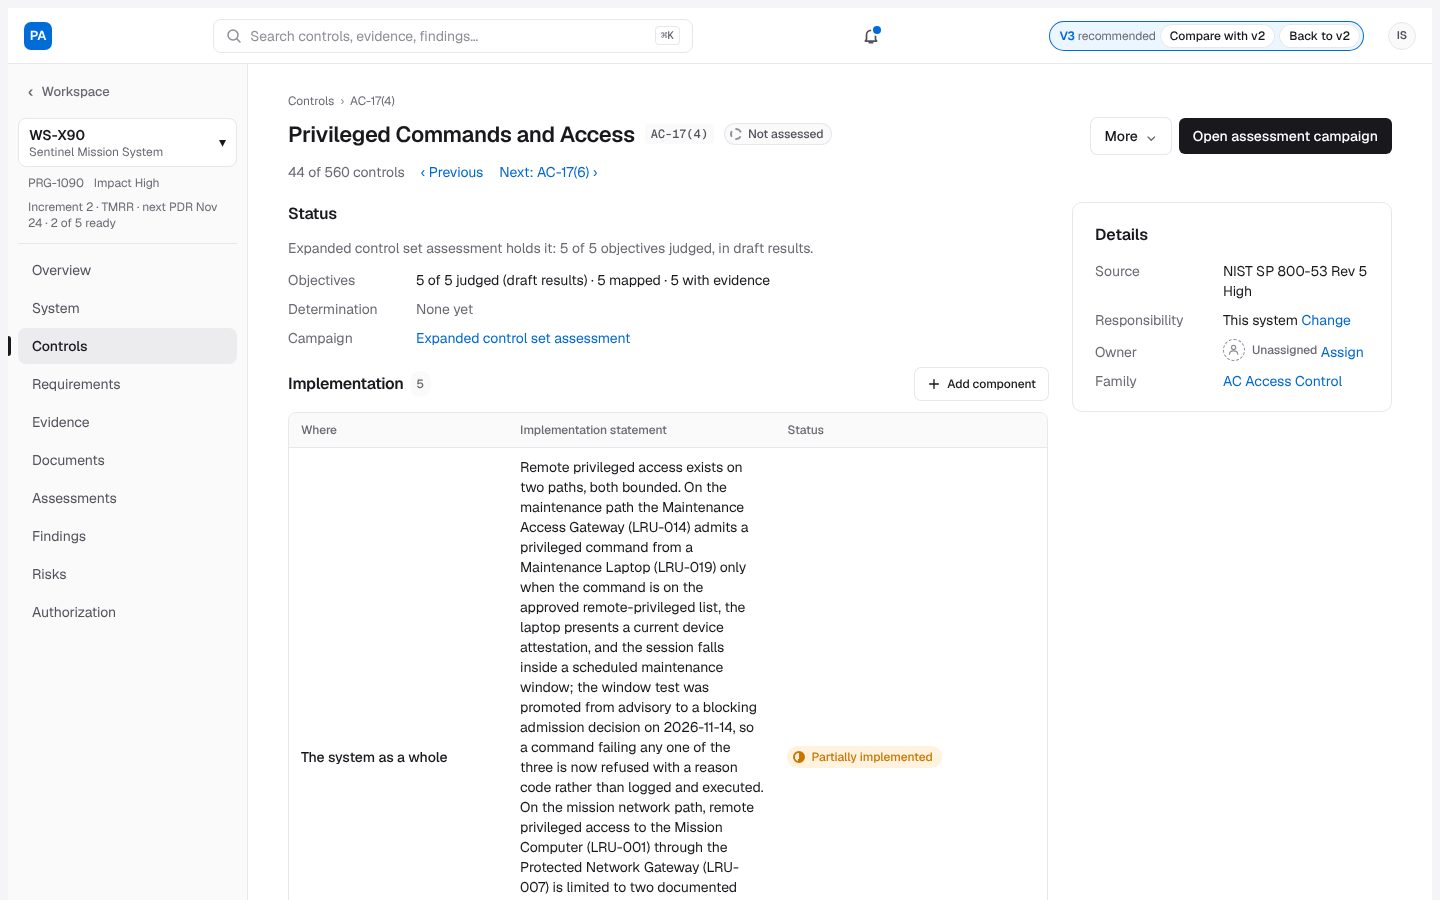 PA
Search controls, evidence, findings...
⌘K
V3 recommended
Compare with v2
Back to v2
IS
‹ Workspace
WS-X90
Sentinel Mission System
PRG-1090 Impact High
Increment 2 · TMRR · next PDR Nov
24 · 2 of 5 ready
Overview
System
Controls
Requirements
Evidence
Documents
Assessments
Findings
Risks
Authorization
Controls › AC-17(4)
Privileged Commands and Access
AC-17(4)
Not assessed
More
Open assessment campaign
44 of 560 controls
‹ Previous
Next: AC-17(6) ›
Status
Expanded control set assessment holds it: 5 of 5 objectives judged, in draft results.
Objectives 5 of 5 judged (draft results) · 5 mapped · 5 with evidence
Determination None yet
Campaign Expanded control set assessment
Implementation 5
+ Add component
Where Implementation statement Status
The system as a whole
Remote privileged access exists on
two paths, both bounded. On the
maintenance path the Maintenance
Access Gateway (LRU-014) admits a
privileged command from a
Maintenance Laptop (LRU-019) only
when the command is on the
approved remote-privileged list, the
laptop presents a current device
attestation, and the session falls
inside a scheduled maintenance
window; the window test was
promoted from advisory to a blocking
admission decision on 2026-11-14, so
a command failing any one of the
three is now refused with a reason
code rather than logged and executed.
On the mission network path, remote
privileged access to the Mission
Computer (LRU-001) through the
Protected Network Gateway (LRU-
007) is limited to two documented
Partially implemented
Details
Source NIST SP 800-53 Rev 5
High
Responsibility This system Change
Owner Unassigned Assign
Family AC Access Control